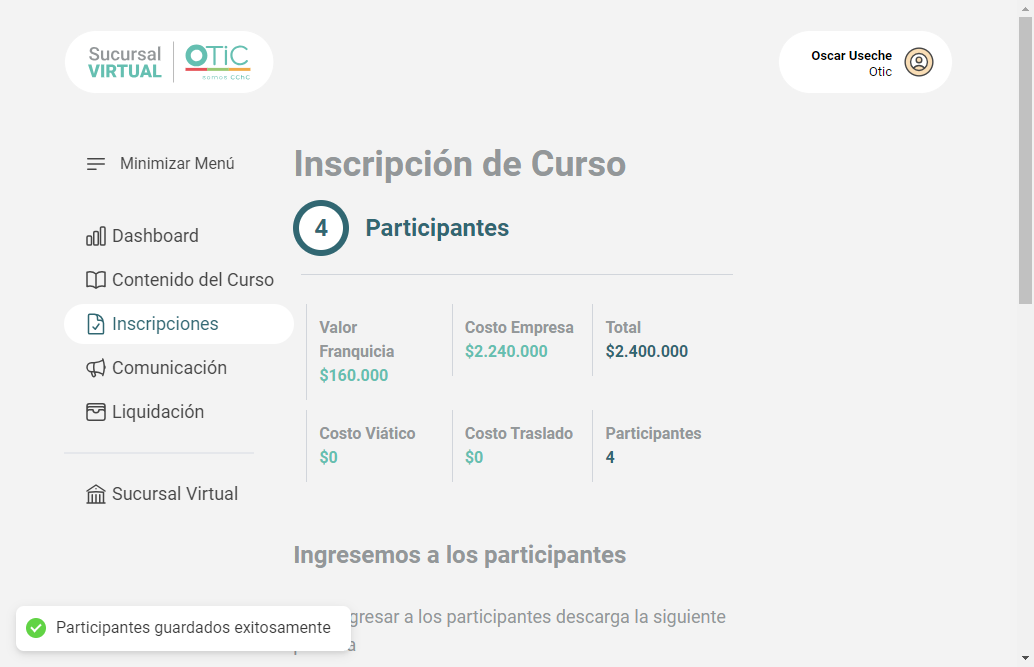 Sucursal
VIRTUAL
OTIC
somos CChC
Oscar Useche
Otic
Minimizar Menú
Dashboard
Contenido del Curso
Inscripciones
Comunicación
Liquidación
Sucursal Virtual
Inscripción de Curso
4 Participantes
Valor
Franquicia
$160.000
Costo Empresa
$2.240.000
Total
$2.400.000
Costo Viático
$0
Costo Traslado
$0
Participantes
4
Ingresemos a los participantes
gresar a los participantes descarga la siguiente
Participantes guardados exitosamente